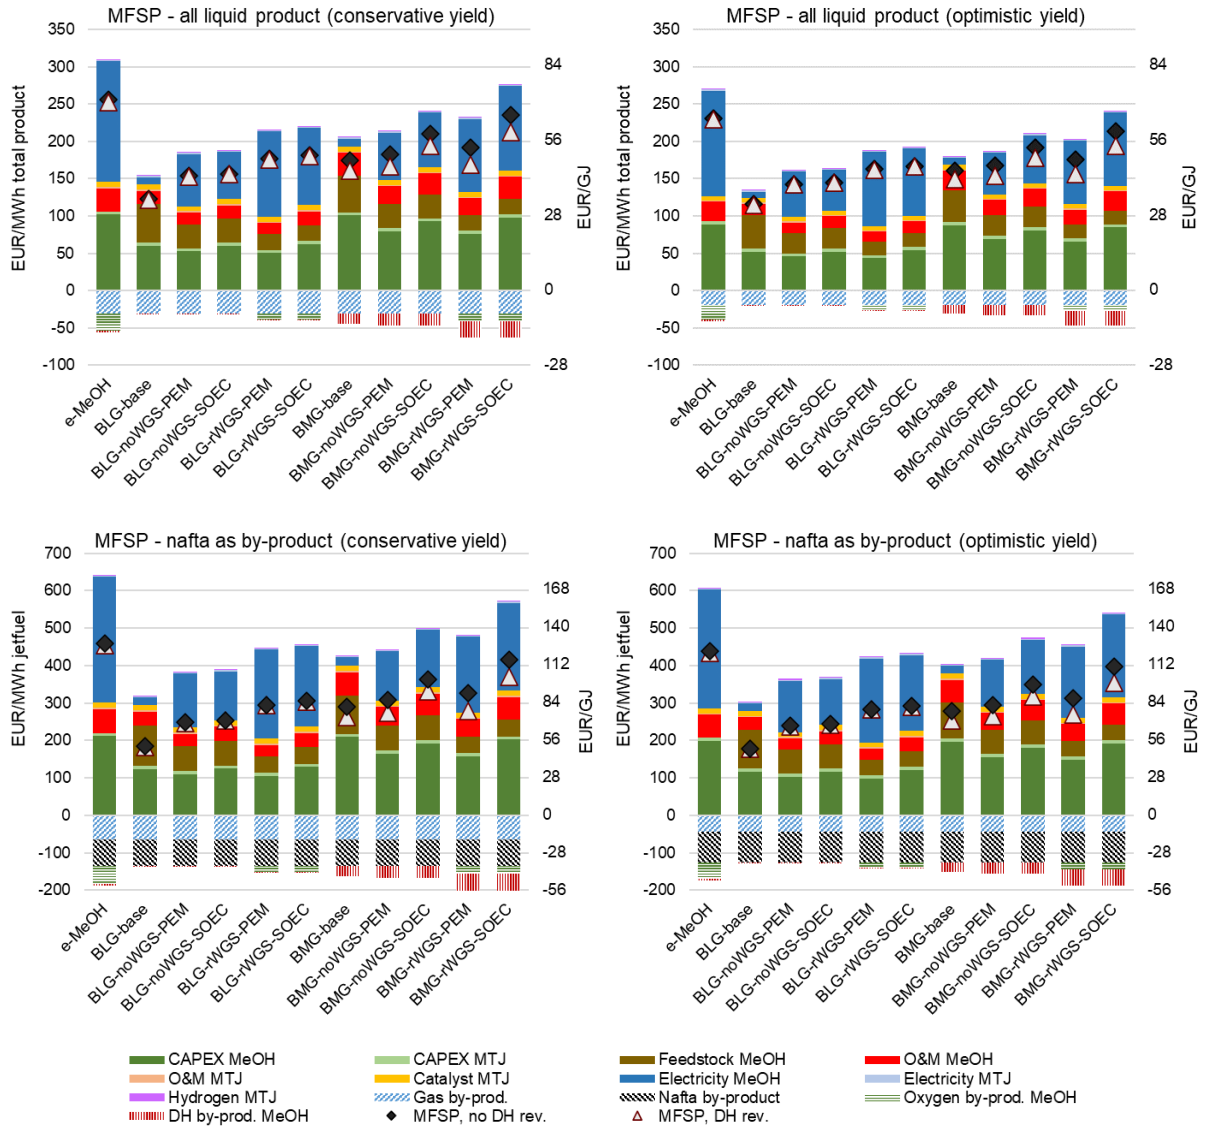 MFSP - all liquid product (conservative yield)
350
300
250
200
150
100
50
0
-50
-100
EUR/MWh total product
84
56
28
0
-28
EUR/GJ
e-MeOH
BLG-base
BLG-noWGS-PEM
BLG-noWGS-SOEC
BLG-rWGS-PEM
BLG-rWGS-SOEC
BMG-base
BMG-noWGS-PEM
BMG-noWGS-SOEC
BMG-rWGS-PEM
BMG-rWGS-SOEC
MFSP - all liquid product (optimistic yield)
350
300
250
200
150
100
50
0
-50
-100
EUR/MWh total product
84
56
28
0
-28
EUR/GJ
e-MeOH
BLG-base
BLG-noWGS-PEM
BLG-noWGS-SOEC
BLG-rWGS-PEM
BLG-rWGS-SOEC
BMG-base
BMG-noWGS-PEM
BMG-noWGS-SOEC
BMG-rWGS-PEM
BMG-rWGS-SOEC
MFSP - nafta as by-product (conservative yield)
700
600
500
400
300
200
100
0
-100
-200
EUR/MWh jetfuel
168
140
112
84
56
28
0
-28
-56
EUR/GJ
e-MeOH
BLG-base
BLG-noWGS-PEM
BLG-noWGS-SOEC
BLG-rWGS-PEM
BLG-rWGS-SOEC
BMG-base
BMG-noWGS-PEM
BMG-noWGS-SOEC
BMG-rWGS-PEM
BMG-rWGS-SOEC
MFSP - nafta as by-product (optimistic yield)
700
600
500
400
300
200
100
0
-100
-200
EUR/MWh jetfuel
168
140
112
84
56
28
0
-28
-56
EUR/GJ
e-MeOH
BLG-base
BLG-noWGS-PEM
BLG-noWGS-SOEC
BLG-rWGS-PEM
BLG-rWGS-SOEC
BMG-base
BMG-noWGS-PEM
BMG-noWGS-SOEC
BMG-rWGS-PEM
BMG-rWGS-SOEC
CAPEX MeOH
CAPEX MTJ
Feedstock MeOH
O&M MeOH
O&M MTJ
Catalyst MTJ
Electricity MeOH
Electricity MTJ
Hydrogen MTJ
Gas by-prod.
Nafta by-product
Oxygen by-prod. MeOH
DH by-prod. MeOH
MFSP, no DH rev.
MFSP, DH rev.